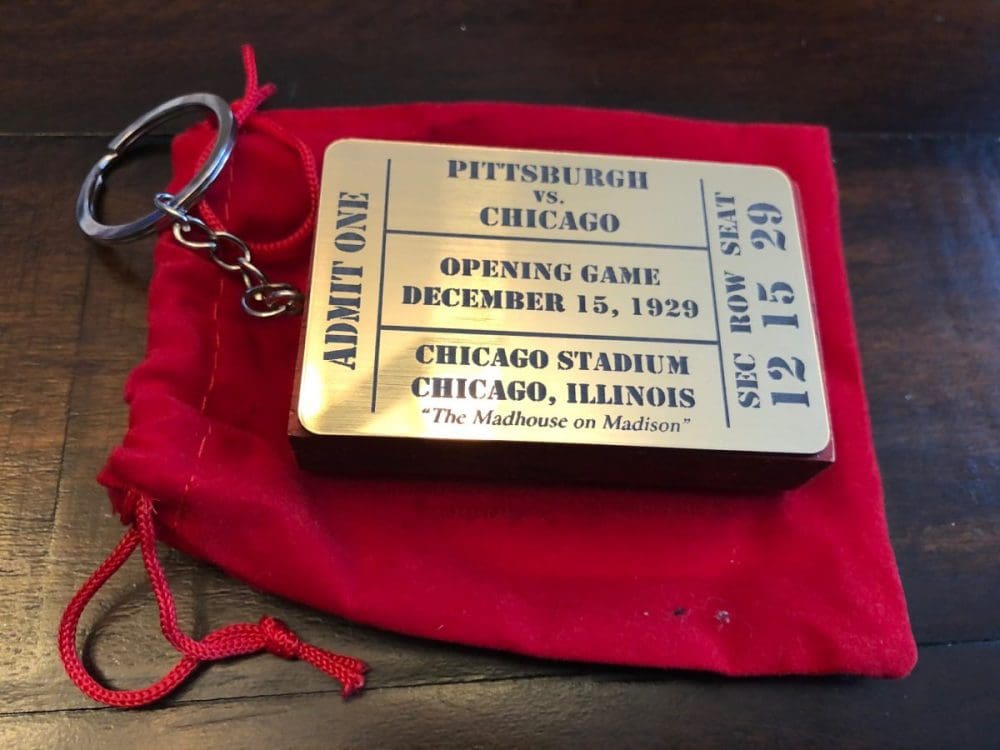 ADMIT ONE
PITTSBURGH
VS.
CHICAGO
OPENING GAME
DECEMBER 15, 1929
CHICAGO STADIUM
CHICAGO, ILLINOIS
"The Madhouse on Madison"
SEC ROW SEAT
12 15 29